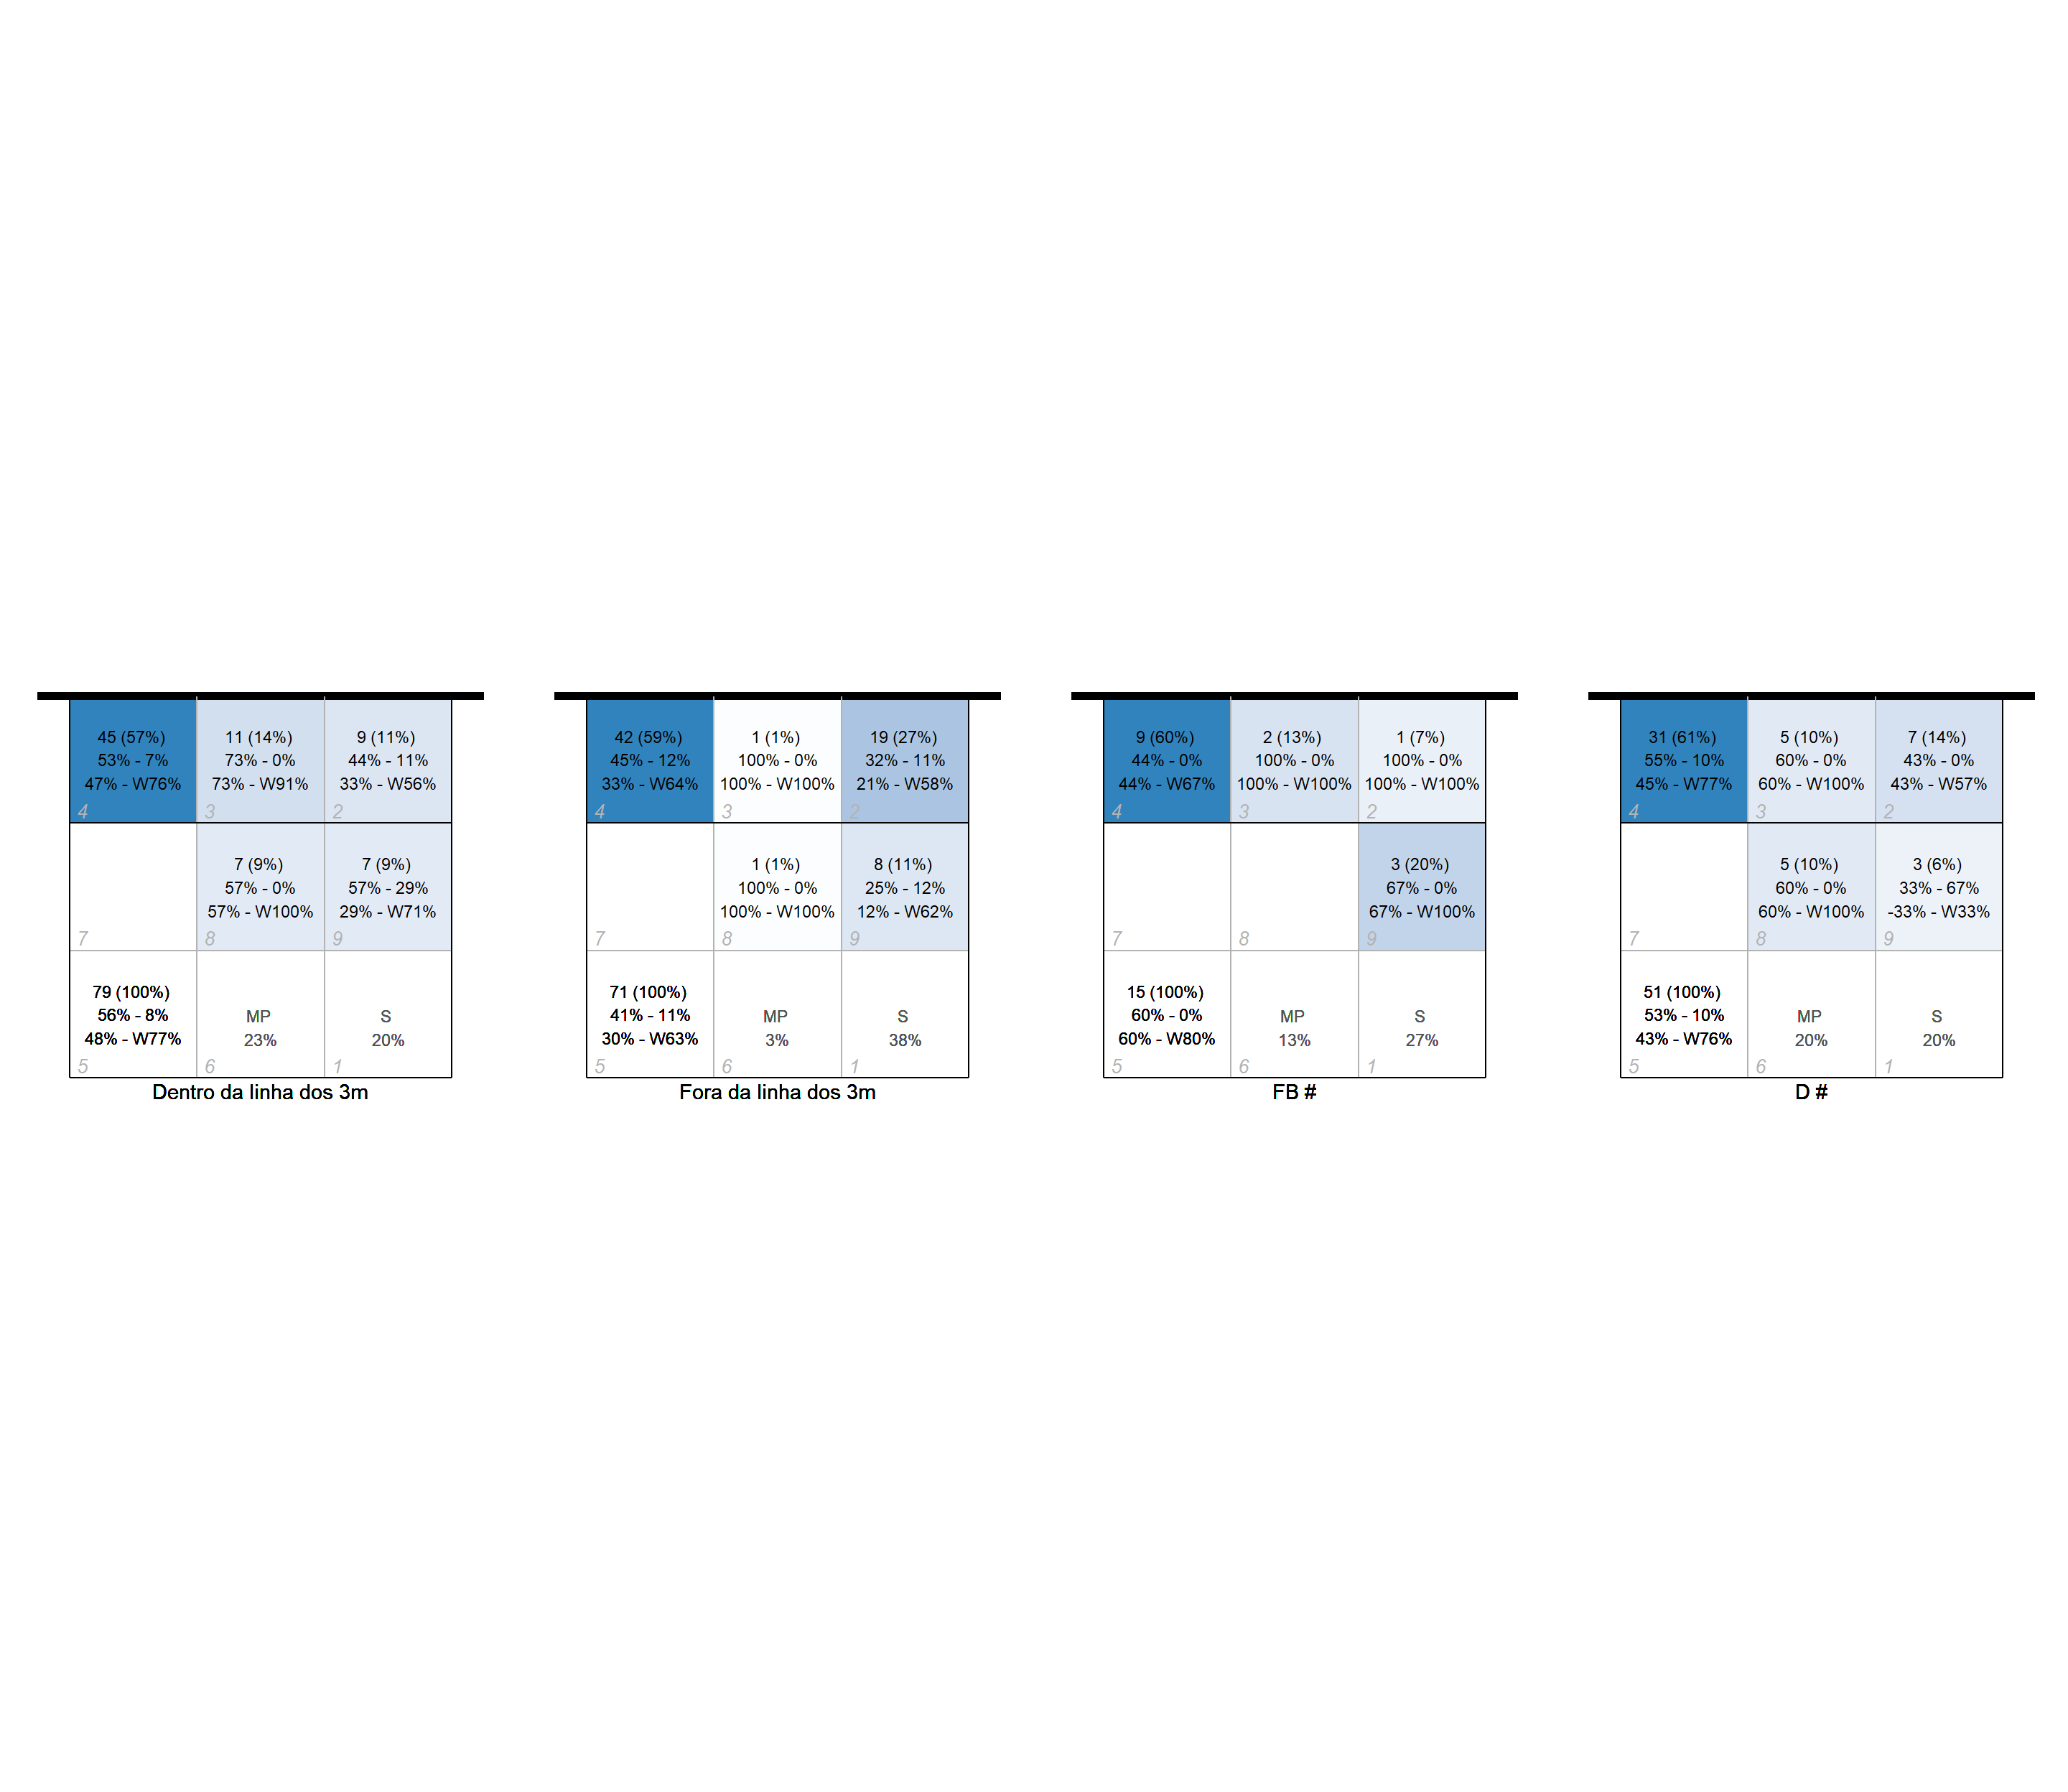 45 (57%)
53% - 7%
47% - W76%
4
11 (14%)
73% - 0%
73% - W91%
3
9 (11%)
44% - 11%
33% - W56%
2
7
7 (9%)
57% - 0%
57% - W100%
8
7 (9%)
57% - 29%
29% - W71%
9
79 (100%)
56% - 8%
48% - W77%
5
MP
23%
6
S
20%
1
Dentro da linha dos 3m
42 (59%)
45% - 12%
33% - W64%
4
1 (1%)
100% - 0%
100% - W100%
3
19 (27%)
32% - 11%
21% - W58%
2
7
1 (1%)
100% - 0%
100% - W100%
8
8 (11%)
25% - 12%
12% - W62%
9
71 (100%)
41% - 11%
30% - W63%
5
MP
3%
6
S
38%
1
Fora da linha dos 3m
9 (60%)
44% - 0%
44% - W67%
4
2 (13%)
100% - 0%
100% - W100%
3
1 (7%)
100% - 0%
100% - W100%
2
7
8
3 (20%)
67% - 0%
67% - W100%
9
15 (100%)
60% - 0%
60% - W80%
5
MP
13%
6
S
27%
1
FB #
31 (61%)
55% - 10%
45% - W77%
4
5 (10%)
60% - 0%
60% - W100%
3
7 (14%)
43% - 0%
43% - W57%
2
7
5 (10%)
60% - 0%
60% - W100%
8
3 (6%)
33% - 67%
-33% - W33%
9
51 (100%)
53% - 10%
43% - W76%
5
MP
20%
6
S
20%
1
D #